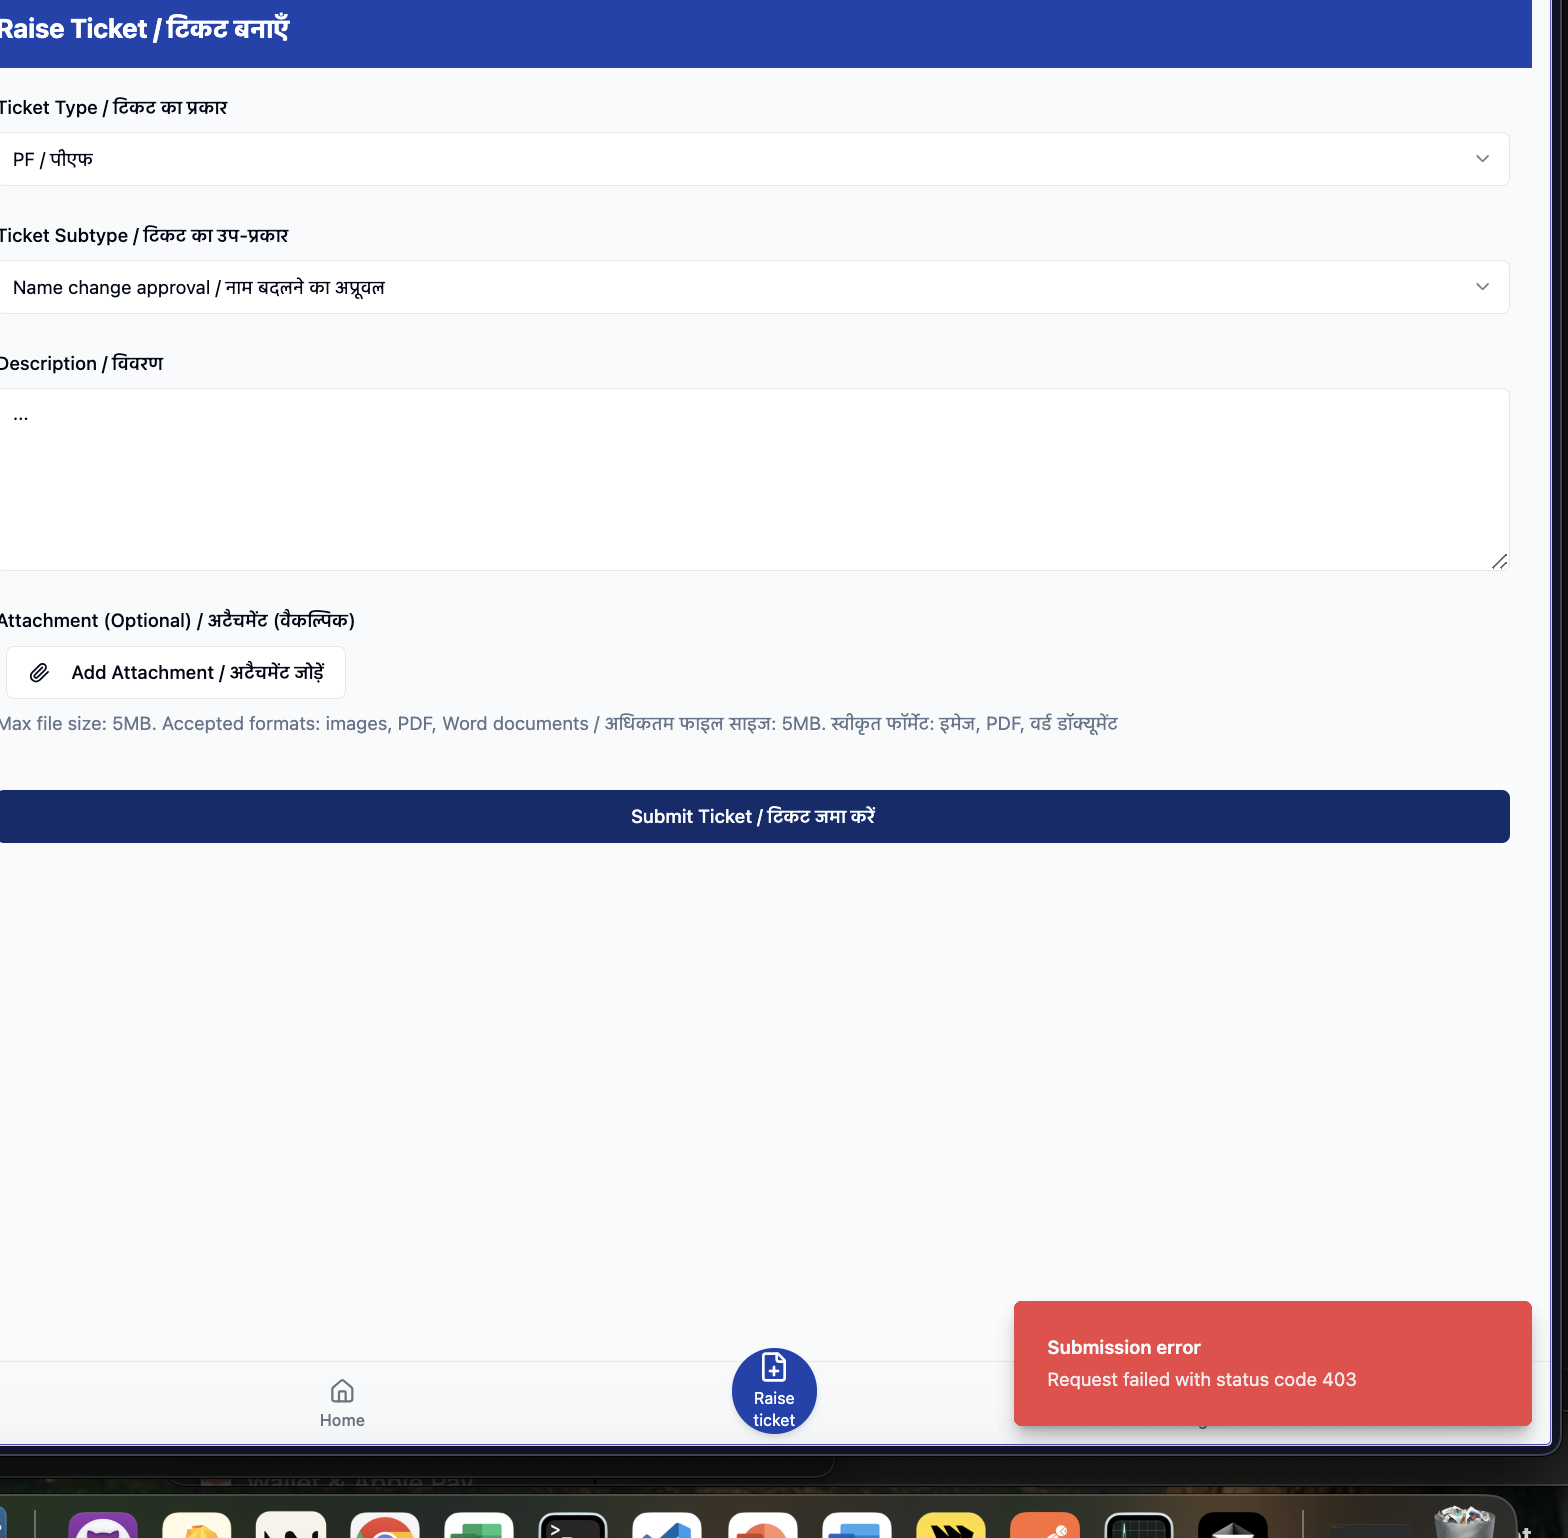 Raise Ticket / टिकट बनाएँ
Ticket Type / टिकट का प्रकार
PF / पीएफ
Ticket Subtype / टिकट का उप-प्रकार
Name change approval / नाम बदलने का अप्रूवल
Description / विवरण
...
Attachment (Optional) / अटैचमेंट (वैकल्पिक)
Add Attachment / अटैचमेंट जोड़ें
Max file size: 5MB. Accepted formats: images, PDF, Word documents / अधिकतम फाइल साइज: 5MB. स्वीकृत फॉर्मेट: इमेज, PDF, वर्ड डॉक्यूमेंट
Submit Ticket / टिकट जमा करें
Submission error
Request failed with status code 403
Home
Raise
ticket
Wallet & Apple Pay